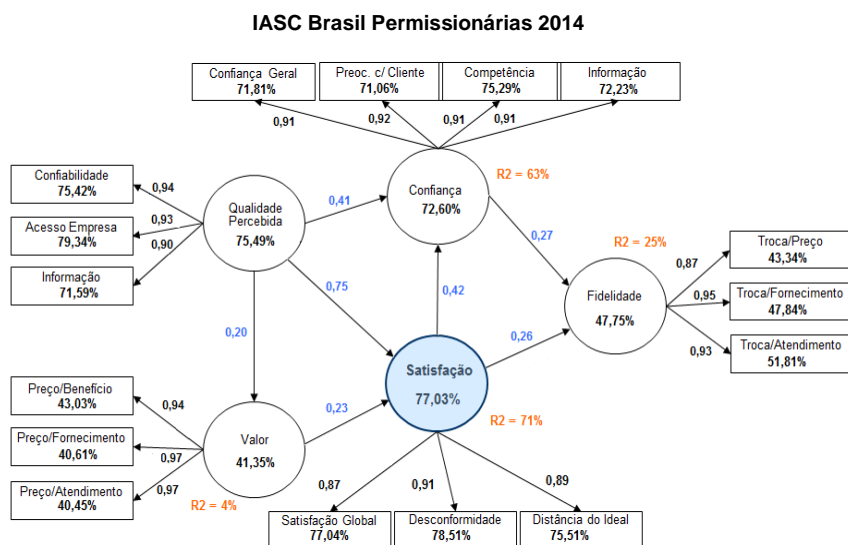 IASC Brasil Permissionárias 2014
Confiança Geral
71,81%
Preoc. c/ Cliente
71,06%
Competência
75,29%
Informação
72,23%
0,91
0,92
0,91
0,91
Confiança
72,60%
R2 = 63%
Confiabilidade
75,42%
Acesso Empresa
79,34%
Informação
71,59%
0,94
0,93
0,90
Qualidade
Percebida
75,49%
0,41
0,75
0,20
0,42
0,27
0,26
0,23
R2 = 25%
Fidelidade
47,75%
0,87
0,95
0,93
Troca/Preço
43,34%
Troca/Fornecimento
47,84%
Troca/Atendimento
51,81%
Satisfação
77,03%
R2 = 71%
Preço/Benefício
43,03%
Preço/Fornecimento
40,61%
Preço/Atendimento
40,45%
0,94
0,97
0,97
Valor
41,35%
R2 = 4%
0,87
0,91
0,89
Satisfação Global
77,04%
Desconformidade
78,51%
Distância do Ideal
75,51%